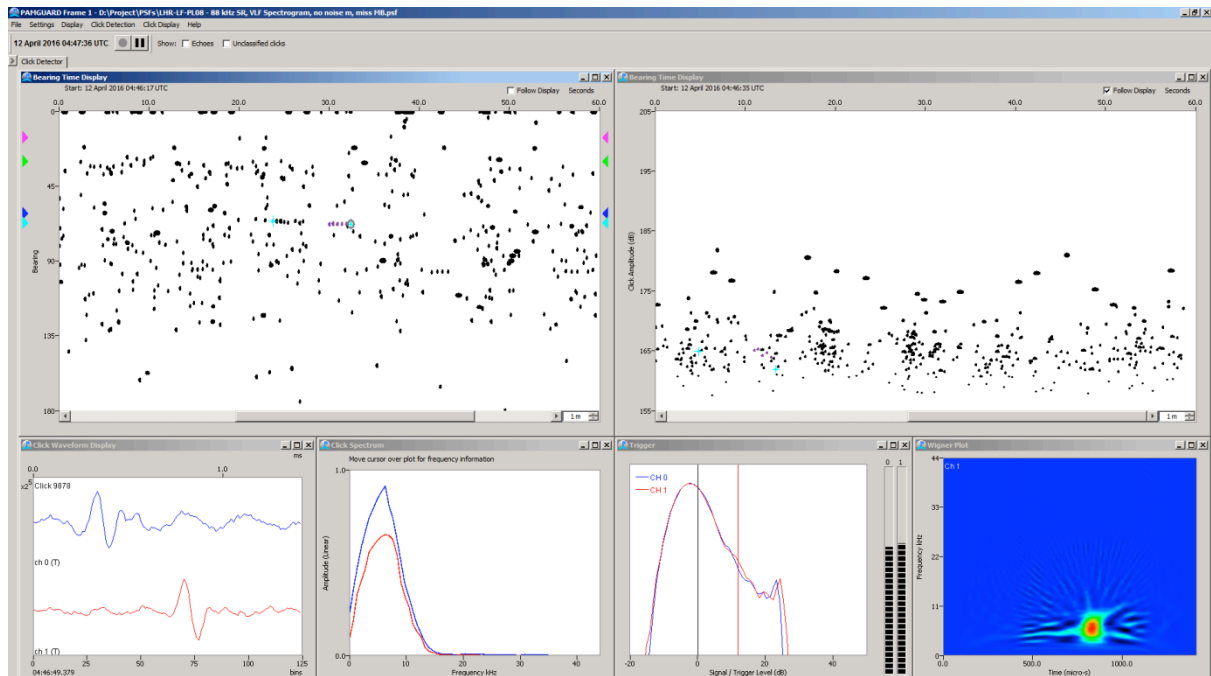 PAMGUARD Frame 1 - D:\Project\PSFs\LHR-LF-PL08 - 88 kHz SR, VLF Spectrogram, no noise m, miss MB.psf
File Settings Display Click Detection Click Display Help
12 April 2016 04:47:36 UTC Show: Echoes Unclassified clicks
Click Detector
Bearing Time Display
Start: 12 April 2016 04:46:17 UTC Follow Display Seconds
0.0 10.0 20.0 30.0 40.0 50.0 60.0
0
45
90
135
180
Bearing
1 m
Bearing Time Display
Start: 12 April 2016 04:46:35 UTC Follow Display Seconds
0.0 10.0 20.0 30.0 40.0 50.0 60.0
205
195
185
175
165
155
Click Amplitude (dB)
1 m
Click Waveform Display
ms
0.0 1.0
x2^5
Click 9878
ch 0 (T)
ch 1 (T)
0 25 50 75 100 125
04:46:49.379 bins
Click Spectrum
Move cursor over plot for frequency information
1.0
0.0
Amplitude (Linear)
0 10 20 30 40
Frequency kHz
Trigger
CH 0
CH 1
0 1
-20 0 20 40
Signal / Trigger Level (dB)
Wigner Plot
Ch 1
44
33
22
11
0
Frequency kHz
500.0 1000.0
Time (micro-s)